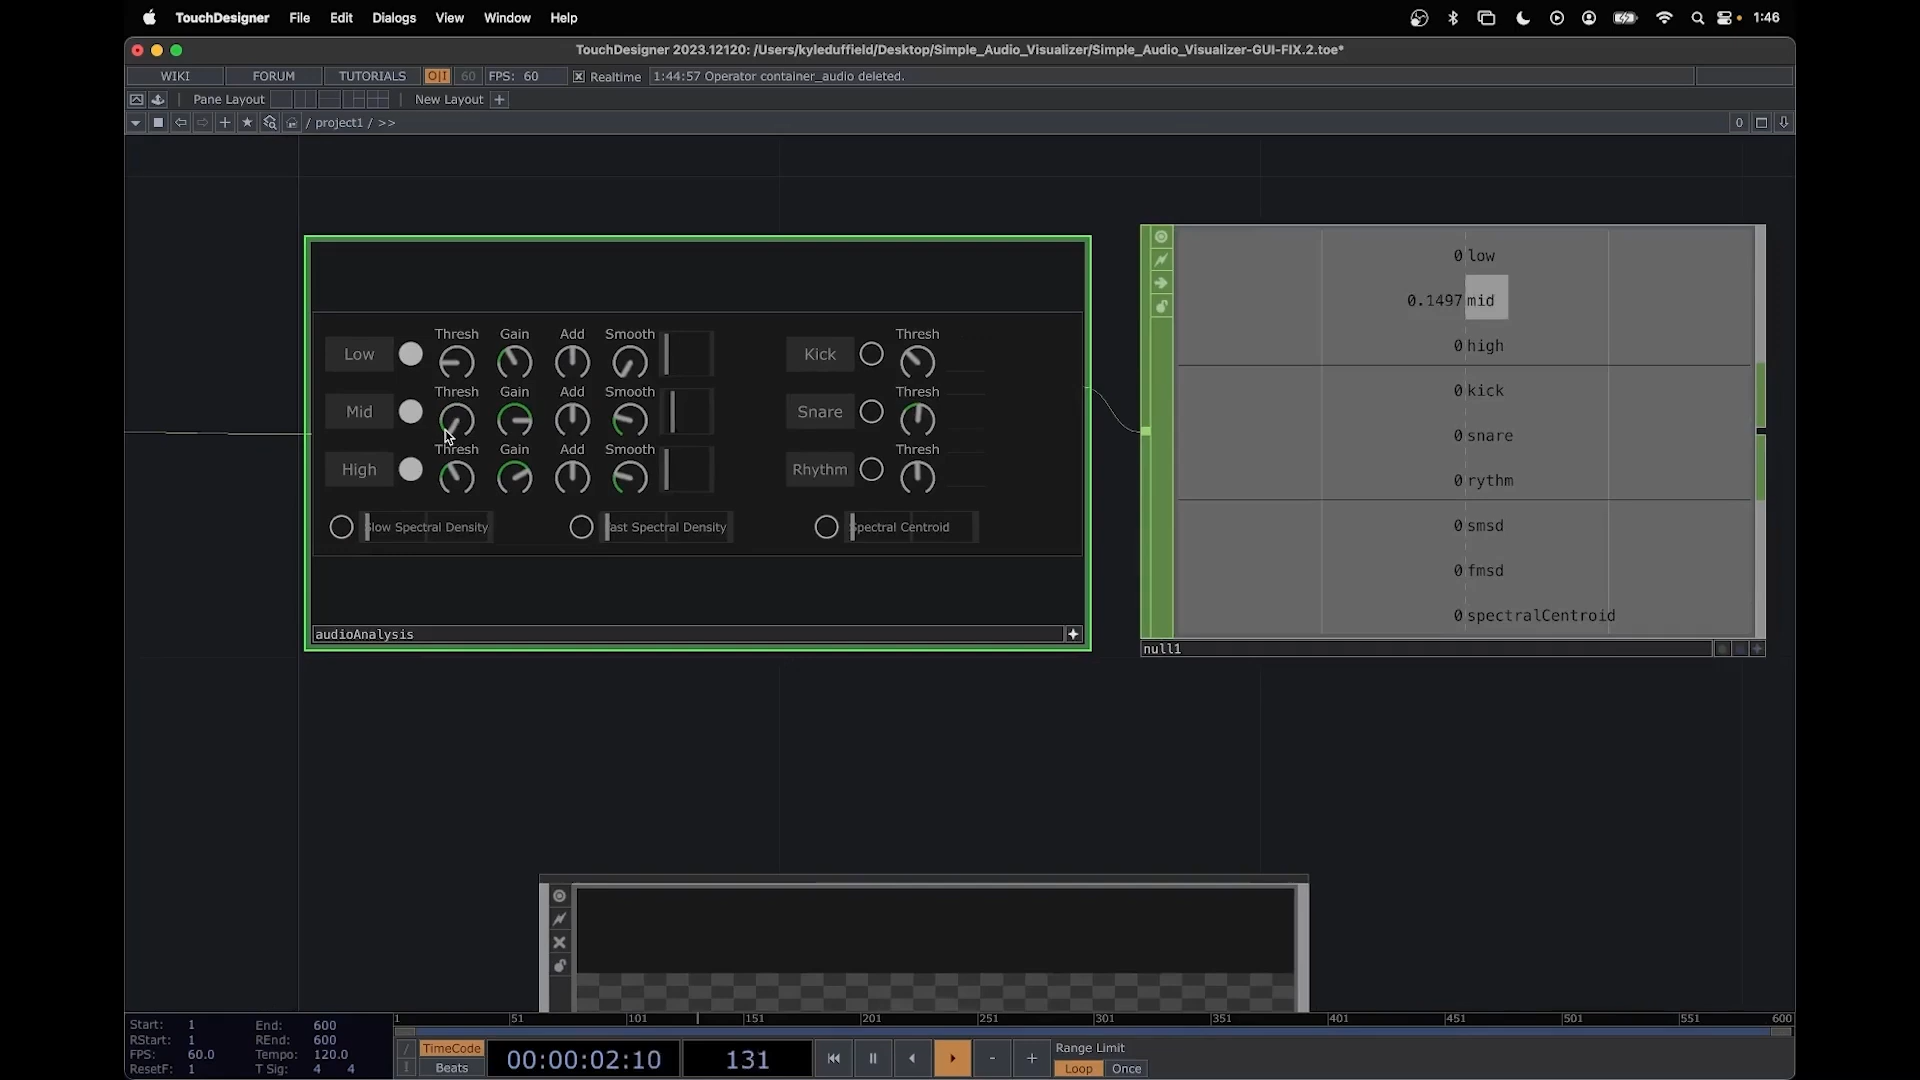 TouchDesigner File Edit Dialogs View Window Help 1:46
TouchDesigner 2023.12120: /Users/kyleduffield/Desktop/Simple_Audio_Visualizer/Simple_Audio_Visualizer-GUI-FIX.2.toe*
WIKI FORUM TUTORIALS O|I 60 FPS: 60 Realtime 1:44:57 Operator container_audio deleted.
Pane Layout New Layout +
/ project1 / >> 0
Low Thresh Gain Add Smooth Kick Thresh
Mid Thresh Gain Add Smooth Snare Thresh
High Thresh Gain Add Smooth Rhythm Thresh
Slow Spectral Density Fast Spectral Density Spectral Centroid
audioAnalysis
0 low
0.1497 mid
0 high
0 kick
0 snare
0 rythm
0 smsd
0 fmsd
0 spectralCentroid
null1
1 51 101 151 201 251 301 351 401 451 501 551 600
Start: 1 End: 600
RStart: 1 REnd: 600
FPS: 60.0 Tempo: 120.0
ResetF: 1 T Sig: 4 4
TimeCode
Beats
00:00:02:10 131
- +
Range Limit
Loop Once